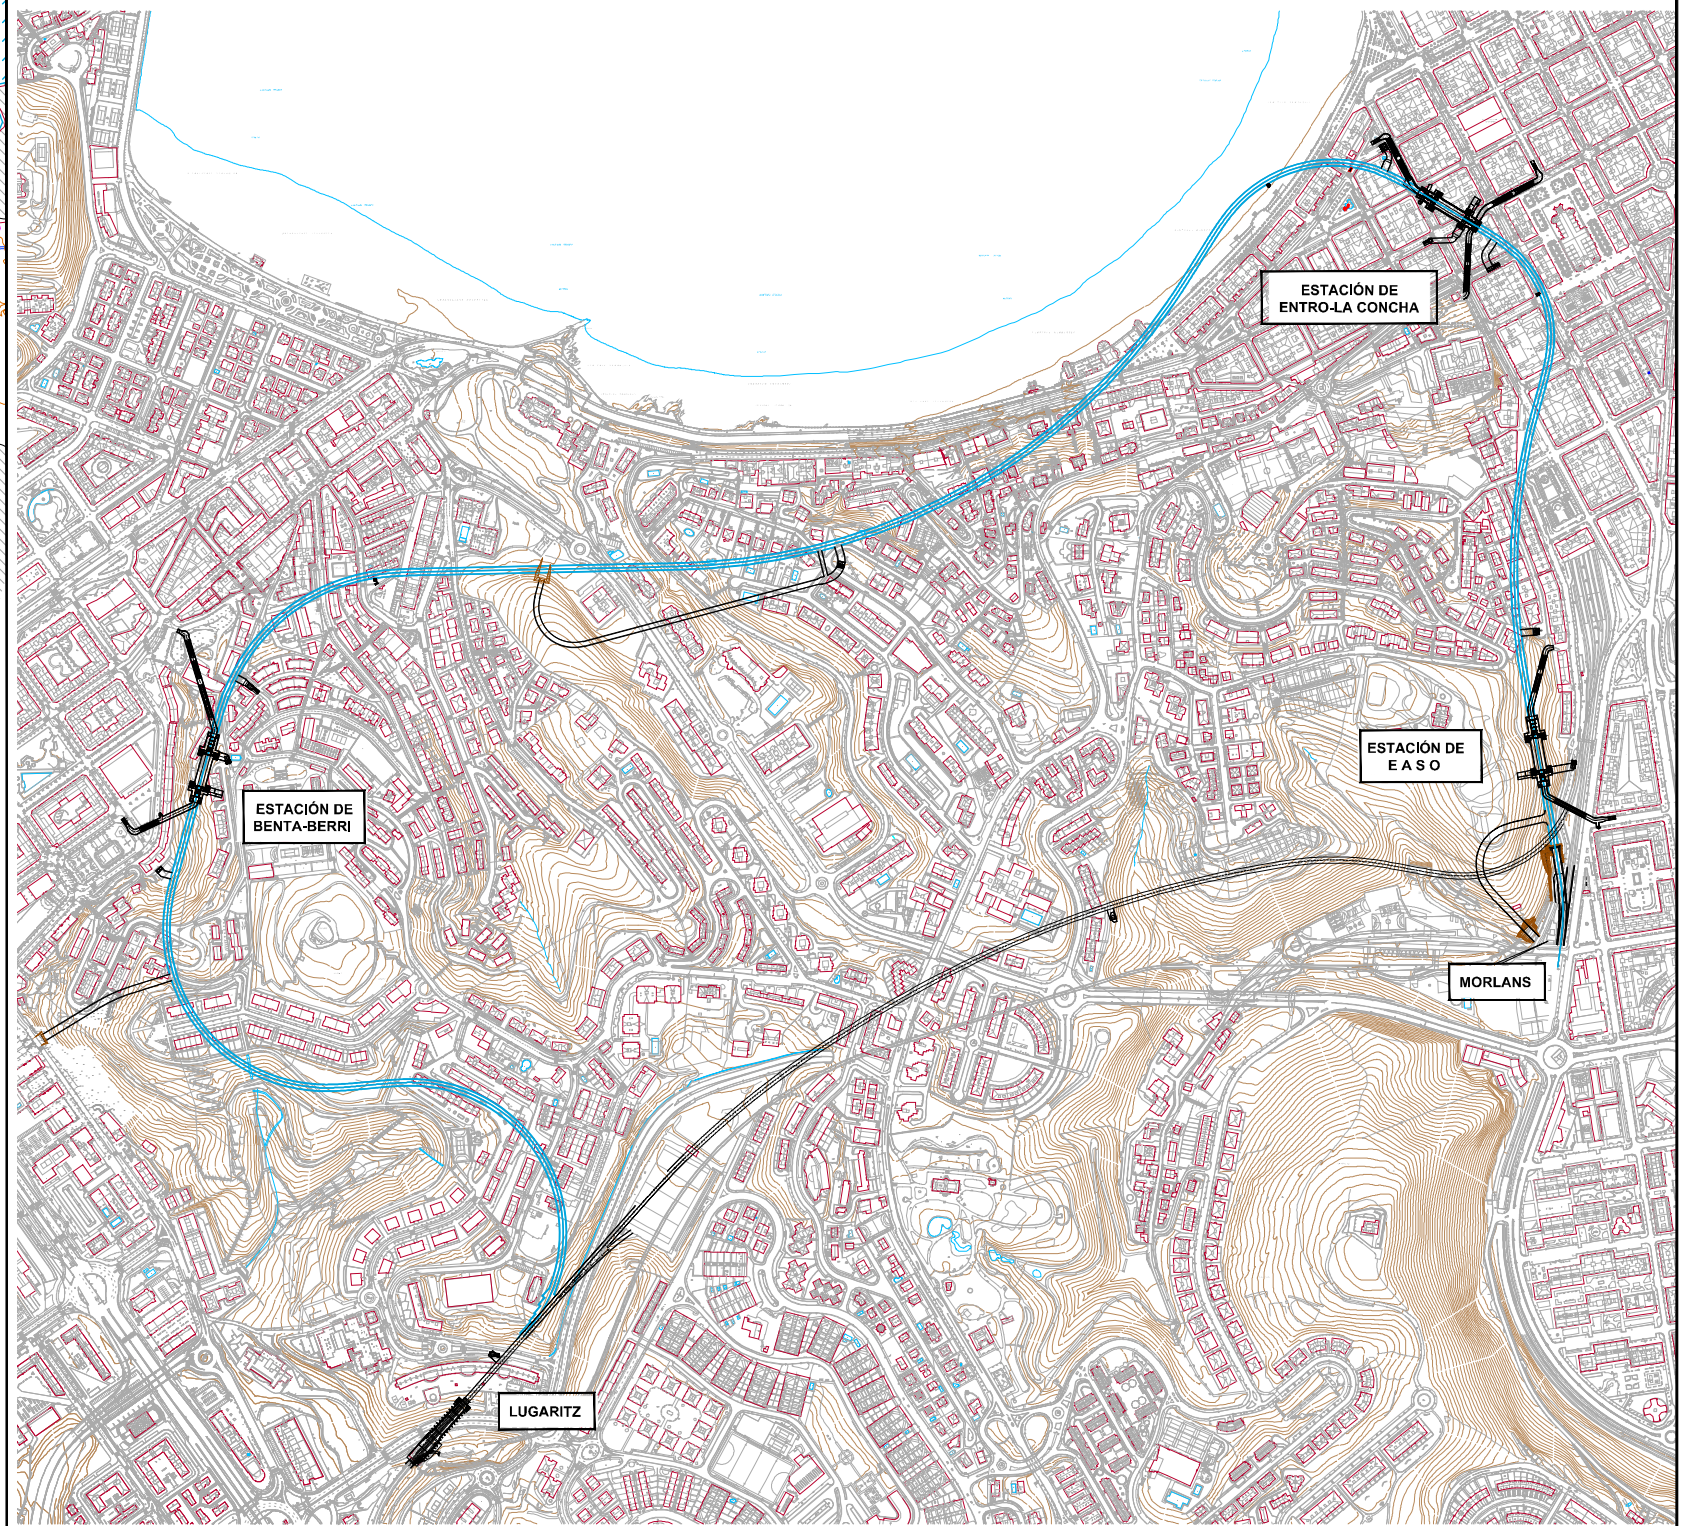 ESTACIÓN DE
ENTRO-LA CONCHA
ESTACIÓN DE
E A S O
ESTACIÓN DE
BENTA-BERRI
MORLANS
LUGARITZ